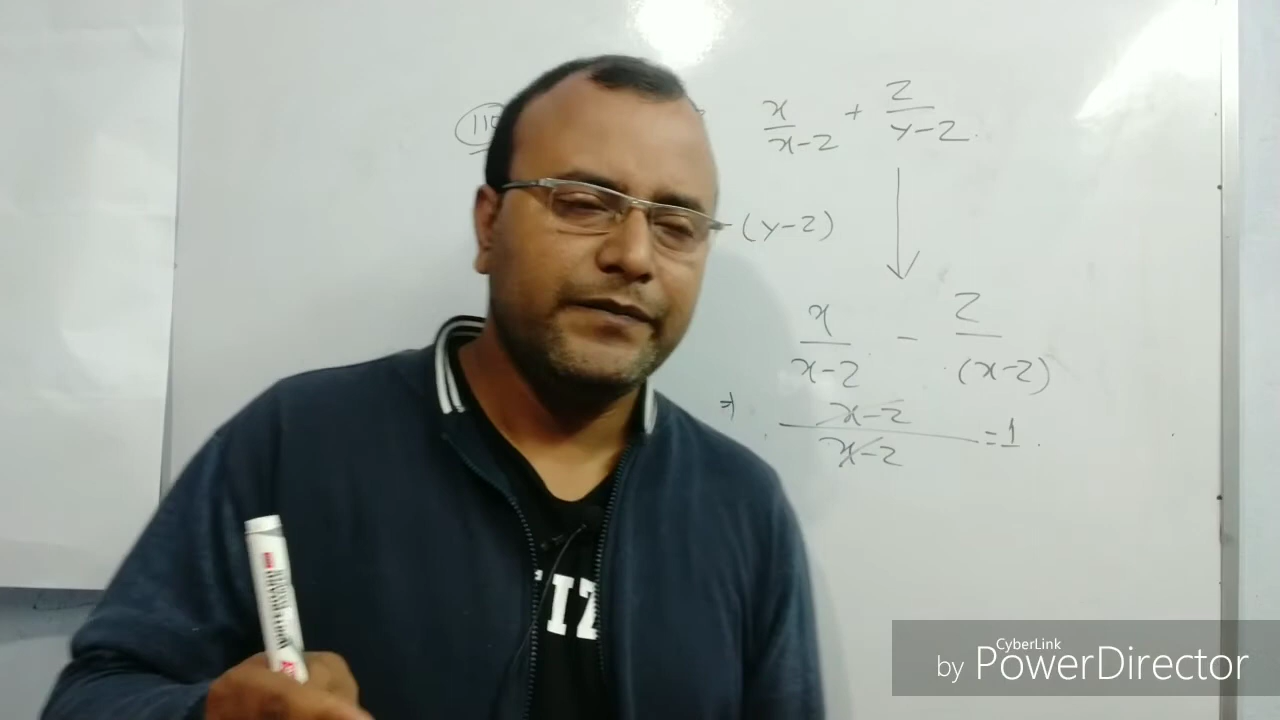 x/(x-2) + 2/(y-2)
-(y-2)
x/(x-2) - 2/(x-2)
⇒ (x-2)/(x-2) = 1
by CyberLink PowerDirector